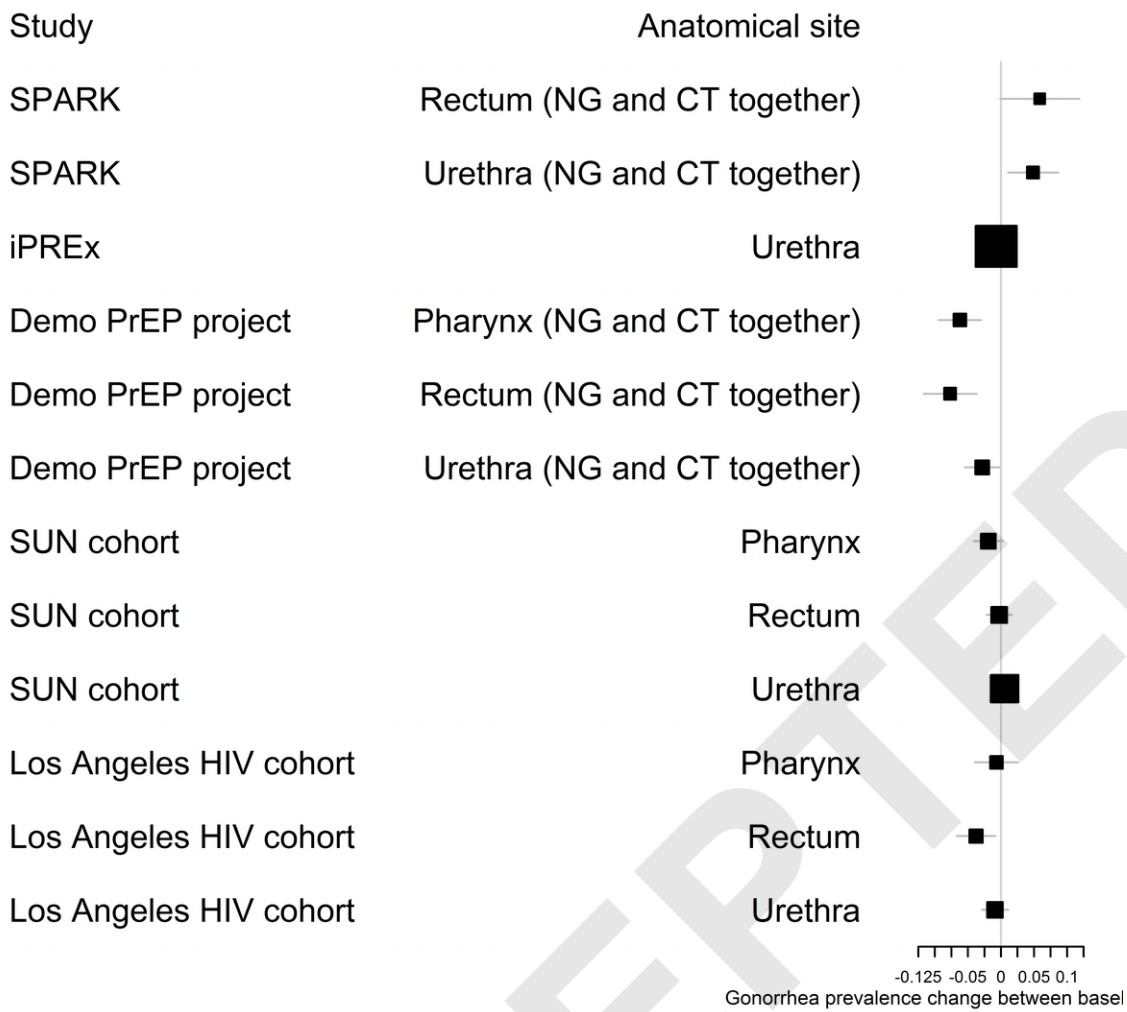 Study Anatomical site
SPARK Rectum (NG and CT together)
SPARK Urethra (NG and CT together)
iPREx Urethra
Demo PrEP project Pharynx (NG and CT together)
Demo PrEP project Rectum (NG and CT together)
Demo PrEP project Urethra (NG and CT together)
SUN cohort Pharynx
SUN cohort Rectum
SUN cohort Urethra
Los Angeles HIV cohort Pharynx
Los Angeles HIV cohort Rectum
Los Angeles HIV cohort Urethra
-0.125 -0.05 0 0.05 0.1
Gonorrhea prevalence change between basel
EPTED